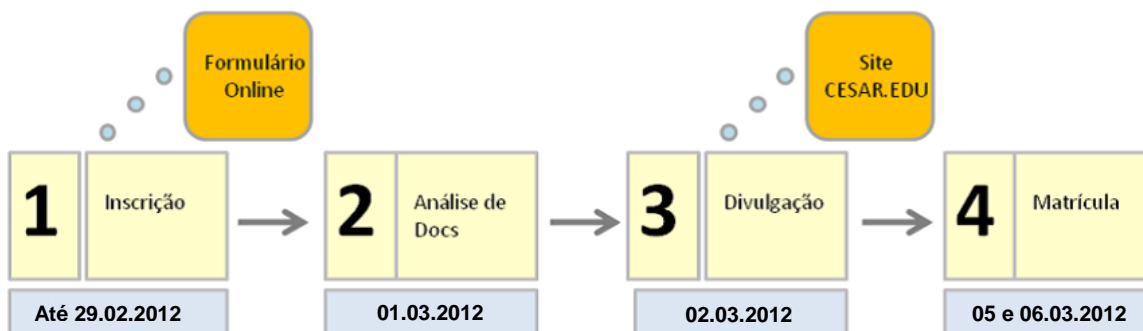 Formulário
Online
Site
CESAR.EDU
1
Inscrição
2
Análise de
Docs
3
Divulgação
4
Matrícula
Até 29.02.2012
01.03.2012
02.03.2012
05 e 06.03.2012